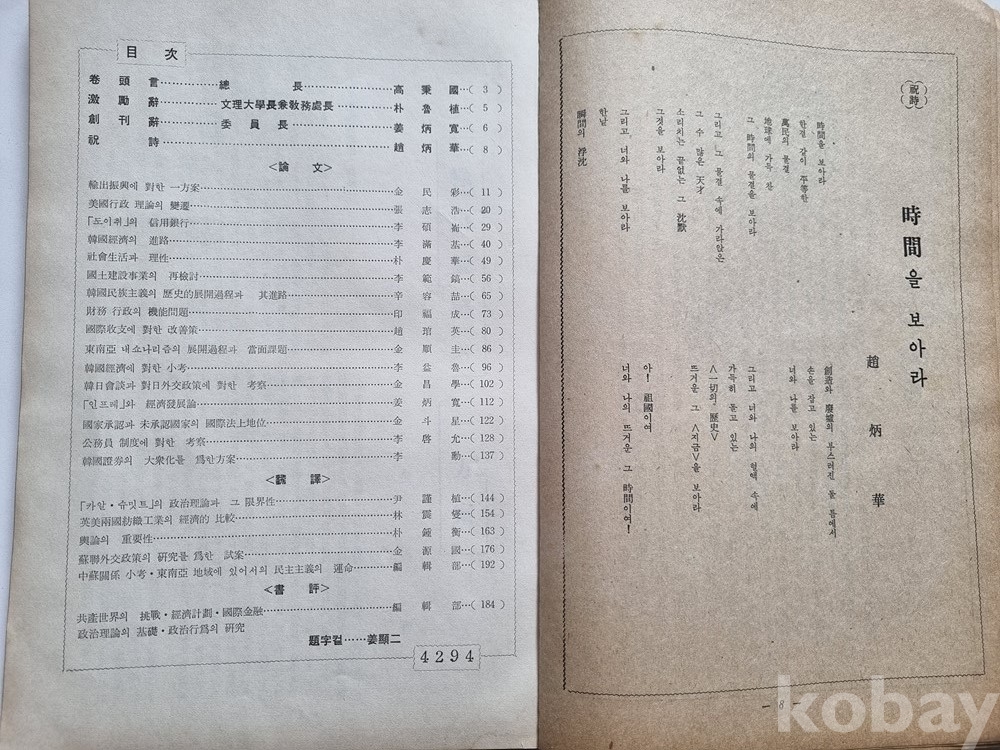 目 次
卷頭言……總長……高秉國…( 3 )
激勵辭……文理大學長兼敎務處長……朴魯植…( 5 )
創刊辭……委員長……姜炳寬…( 6 )
祝詩……趙炳華…( 8 )
<論 文>
輸出振興에 對한 一方案……金民彩…( 11 )
美國行政 理論의 變遷……張志浩…( 20 )
「도이취」의 信用銀行……李碩崙…( 29 )
韓國經濟의 進路……李滿基…( 40 )
社會生活과 理性……朴慶華…( 49 )
國土建設事業의 再檢討……李範鎬…( 56 )
韓國民族主義의 歷史的展開過程과 其進路……辛容喆…( 65 )
財務 行政의 機能問題……印福成…( 73 )
國際收支에 對한 改善策……趙琯英…( 80 )
東南亞 내쇼나리즘의 展開過程과 當面課題……金順圭…( 86 )
韓國經濟에 對한 小考……李益魯…( 96 )
韓日會談과 對日外交政策에 對한 考察……金昌學…(102 )
「인프레」와 經濟發展論……姜炳寬…(112 )
國家承認과 未承認國家의 國際法上地位……金斗星…(122 )
公務員 制度에 對한 考察……李啓允…(128 )
韓國證券의 大衆化를 爲한方案……李勳…(137 )
<飜 譯>
「카알・슈밋트」의 政治理論과 그 限界性……尹謹植…(144 )
英美兩國紡織工業의 經濟的 比較……林震燮…(154 )
輿論의 重要性……朴鍾衡…(163 )
蘇聯外交政策의 硏究를 爲한 試案……金源國…(176 )
中蘇關係 小考・東南亞 地域에 있어서의 民主主義의 運命……編輯部…(192 )
<書 評>
共產世界의 挑戰・經濟計劃・國際金融……編輯部…(184 )
政治理論의 基礎・政治行爲의 硏究
題字컽……姜顯二
4294
(祝詩)
時間을 보아라
趙 炳 華
時間을 보아라
한결 같이 平等한
萬民의 물결
地球에 가득 찬
그 時間의 물결을 보아라
그리고 그 물결 속에 가라앉은
그 수 많은 天才
소리치는 끝없는 그 沈默
그것을 보아라
그리고 너와 나를 보아라
한낱
瞬間의 浮沈
創造와 廢墟의 부스러진 돌 틈에서
손을 잡고 있는
너와 나를 보아라
그리고 너와 나의 혈액 속에
가득히 돌고 있는
<一切의 歷史>
뜨거운 그 <지금>을 보아라
아! 祖國이여
너와 나의 뜨거운 그 時間이여!
— 8 —
kobay